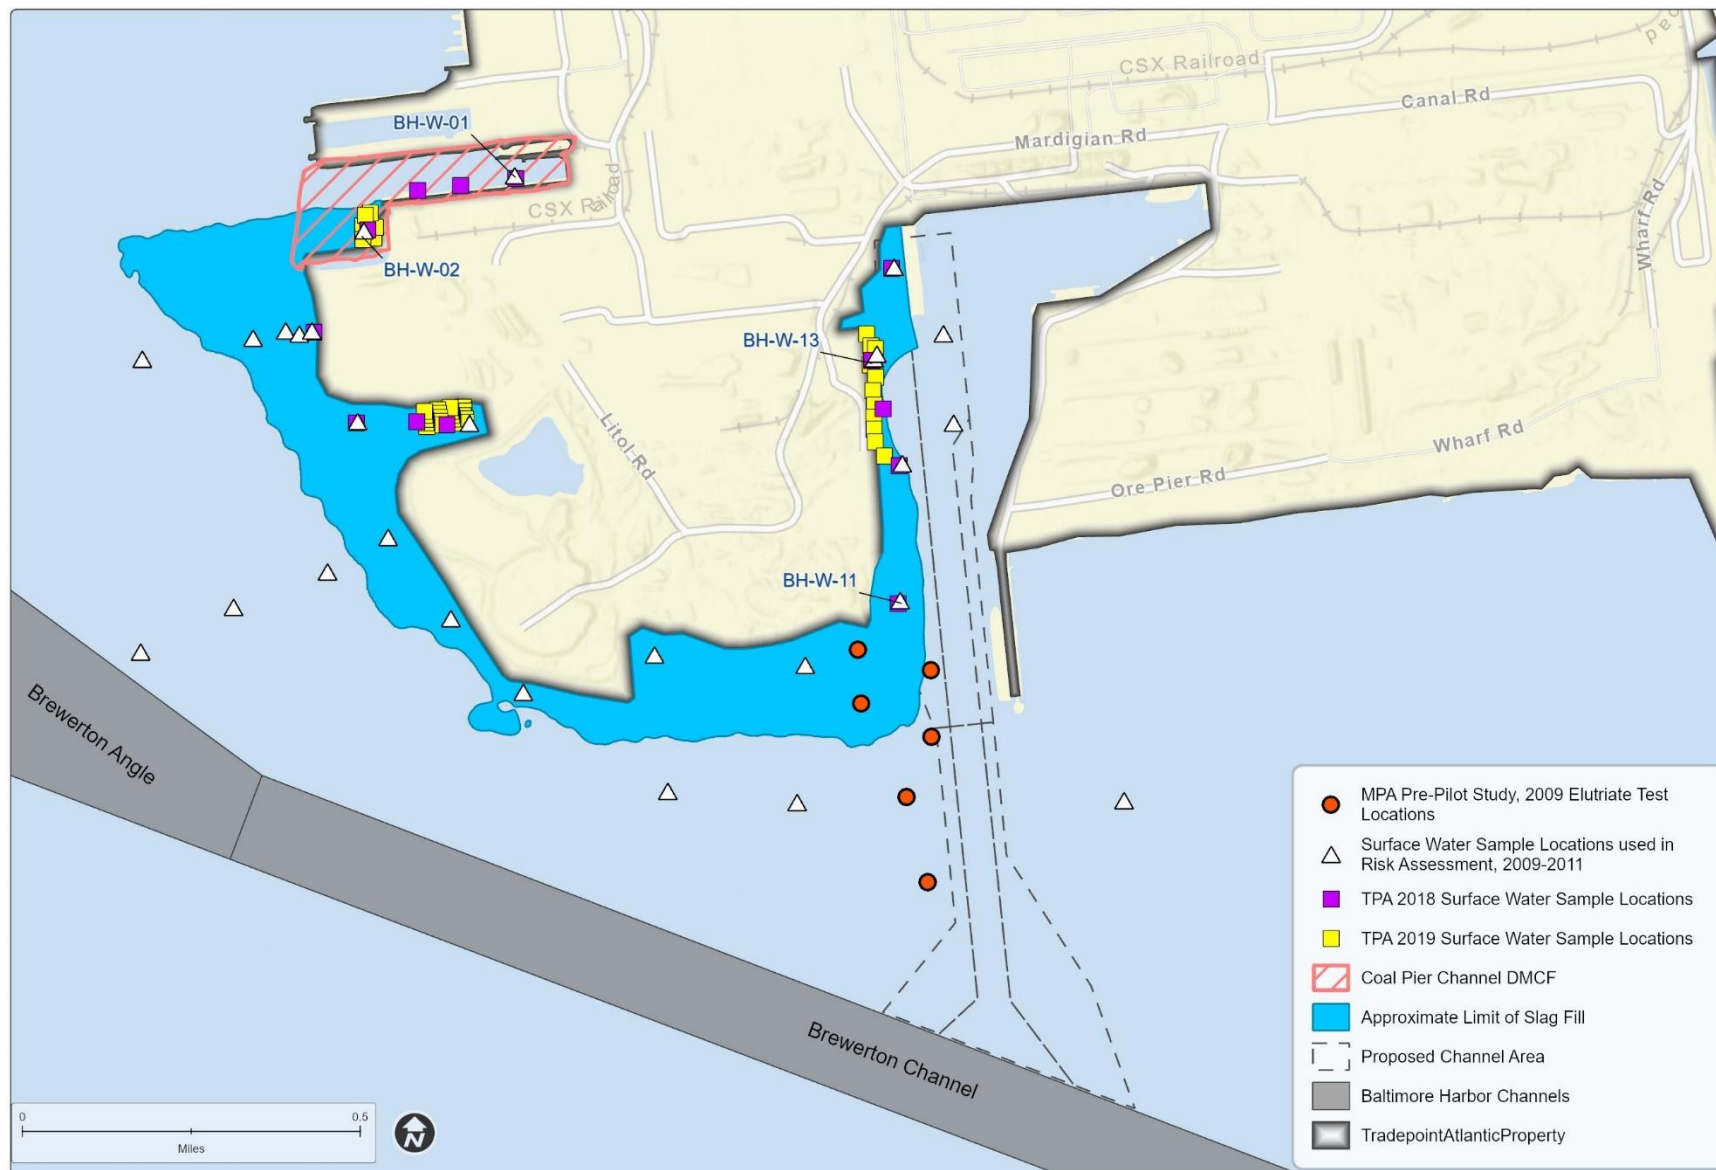 CSX Railroad
Road
Canal Rd
BH-W-01
Mardigian Rd
CSX Railroad
Wharf Rd
BH-W-02
BH-W-13
Litol Rd
Wharf Rd
Ore Pier Rd
BH-W-11
Brewerton Angle
Brewerton Channel
MPA Pre-Pilot Study, 2009 Elutriate Test
Locations
Surface Water Sample Locations used in
Risk Assessment, 2009-2011
TPA 2018 Surface Water Sample Locations
TPA 2019 Surface Water Sample Locations
Coal Pier Channel DMCF
Approximate Limit of Slag Fill
Proposed Channel Area
Baltimore Harbor Channels
TradepointAtlanticProperty
0 0.5
Miles
N